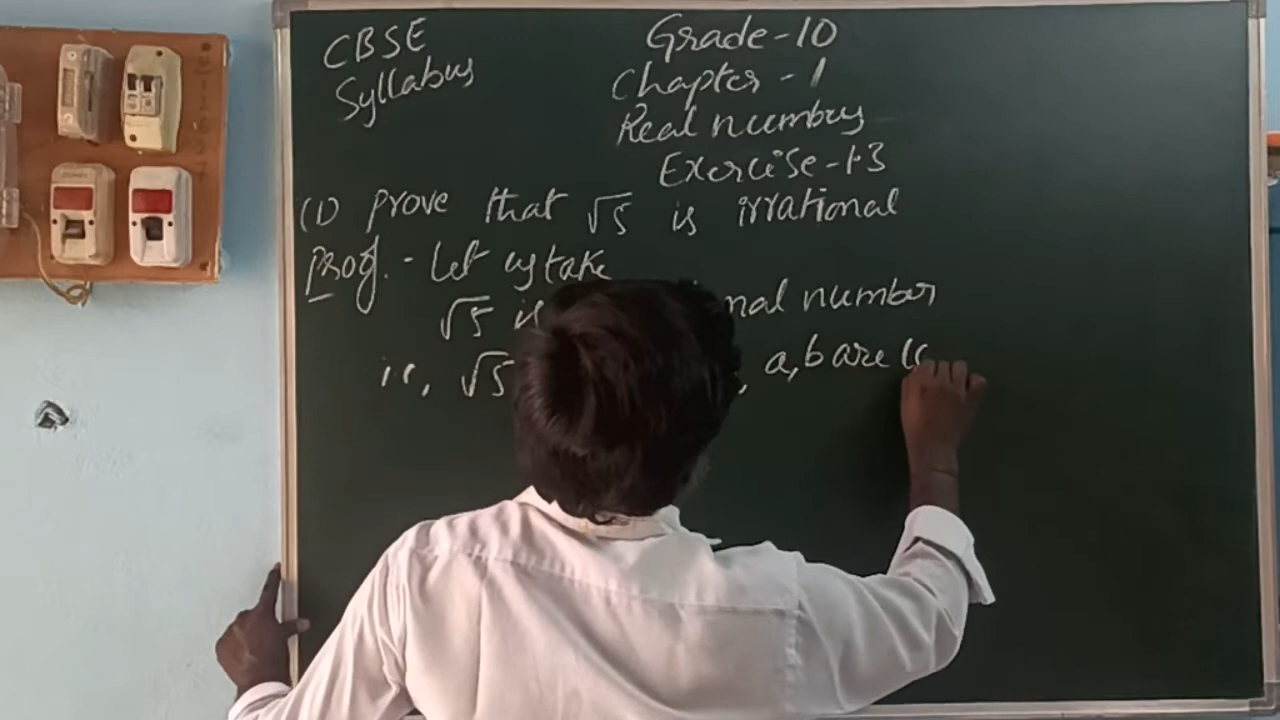 CBSE
Syllabus
Grade-10
Chapter-1
Real numbers
Exercise-1.3
(1) prove that √5 is irrational
Proof:- Let us take
√5 is nal number
i.e, √5 , a,b are